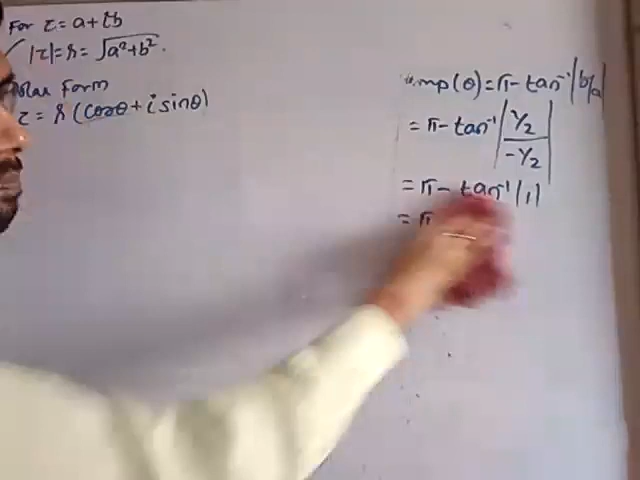 For z = a+ib
|z|=r= √a²+b².
Form
z = r (cosθ + i sinθ)
Amp(θ)=π- tan⁻¹|b/a|
= π- tan⁻¹ |1/2 / -1/2|
= π- tan⁻¹ |1|
= π